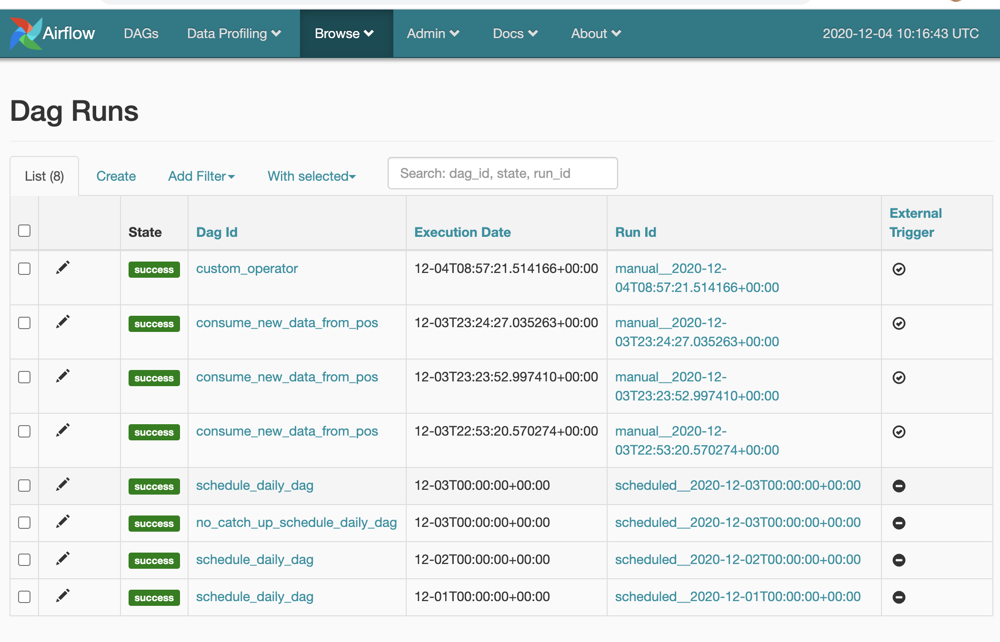 Airflow DAGs Data Profiling Browse Admin Docs About 2020-12-04 10:16:43 UTC
Dag Runs
List (8) Create Add Filter With selected Search: dag_id, state, run_id
State Dag Id Execution Date Run Id External Trigger
success custom_operator 12-04T08:57:21.514166+00:00 manual__2020-12-
04T08:57:21.514166+00:00
success consume_new_data_from_pos 12-03T23:24:27.035263+00:00 manual__2020-12-
03T23:24:27.035263+00:00
success consume_new_data_from_pos 12-03T23:23:52.997410+00:00 manual__2020-12-
03T23:23:52.997410+00:00
success consume_new_data_from_pos 12-03T22:53:20.570274+00:00 manual__2020-12-
03T22:53:20.570274+00:00
success schedule_daily_dag 12-03T00:00:00+00:00 scheduled__2020-12-03T00:00:00+00:00
success no_catch_up_schedule_daily_dag 12-03T00:00:00+00:00 scheduled__2020-12-03T00:00:00+00:00
success schedule_daily_dag 12-02T00:00:00+00:00 scheduled__2020-12-02T00:00:00+00:00
success schedule_daily_dag 12-01T00:00:00+00:00 scheduled__2020-12-01T00:00:00+00:00